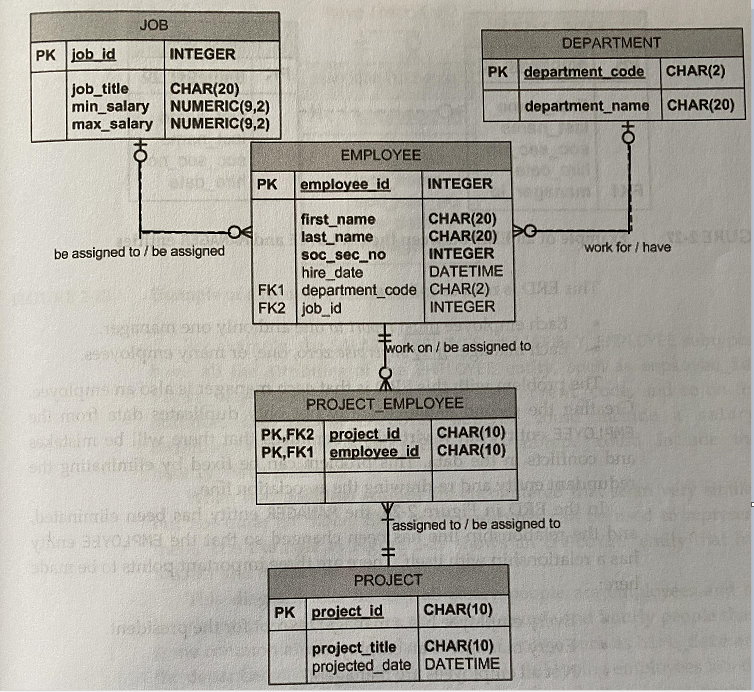 JOB
PK job_id INTEGER
job_title CHAR(20)
min_salary NUMERIC(9,2)
max_salary NUMERIC(9,2)
DEPARTMENT
PK department_code CHAR(2)
department_name CHAR(20)
EMPLOYEE
PK employee_id INTEGER
first_name CHAR(20)
last_name CHAR(20)
soc_sec_no INTEGER
hire_date DATETIME
FK1 department_code CHAR(2)
FK2 job_id INTEGER
be assigned to / be assigned
work for / have
work on / be assigned to
PROJECT_EMPLOYEE
PK,FK2 project_id CHAR(10)
PK,FK1 employee_id CHAR(10)
assigned to / be assigned to
PROJECT
PK project_id CHAR(10)
project_title CHAR(10)
projected_date DATETIME